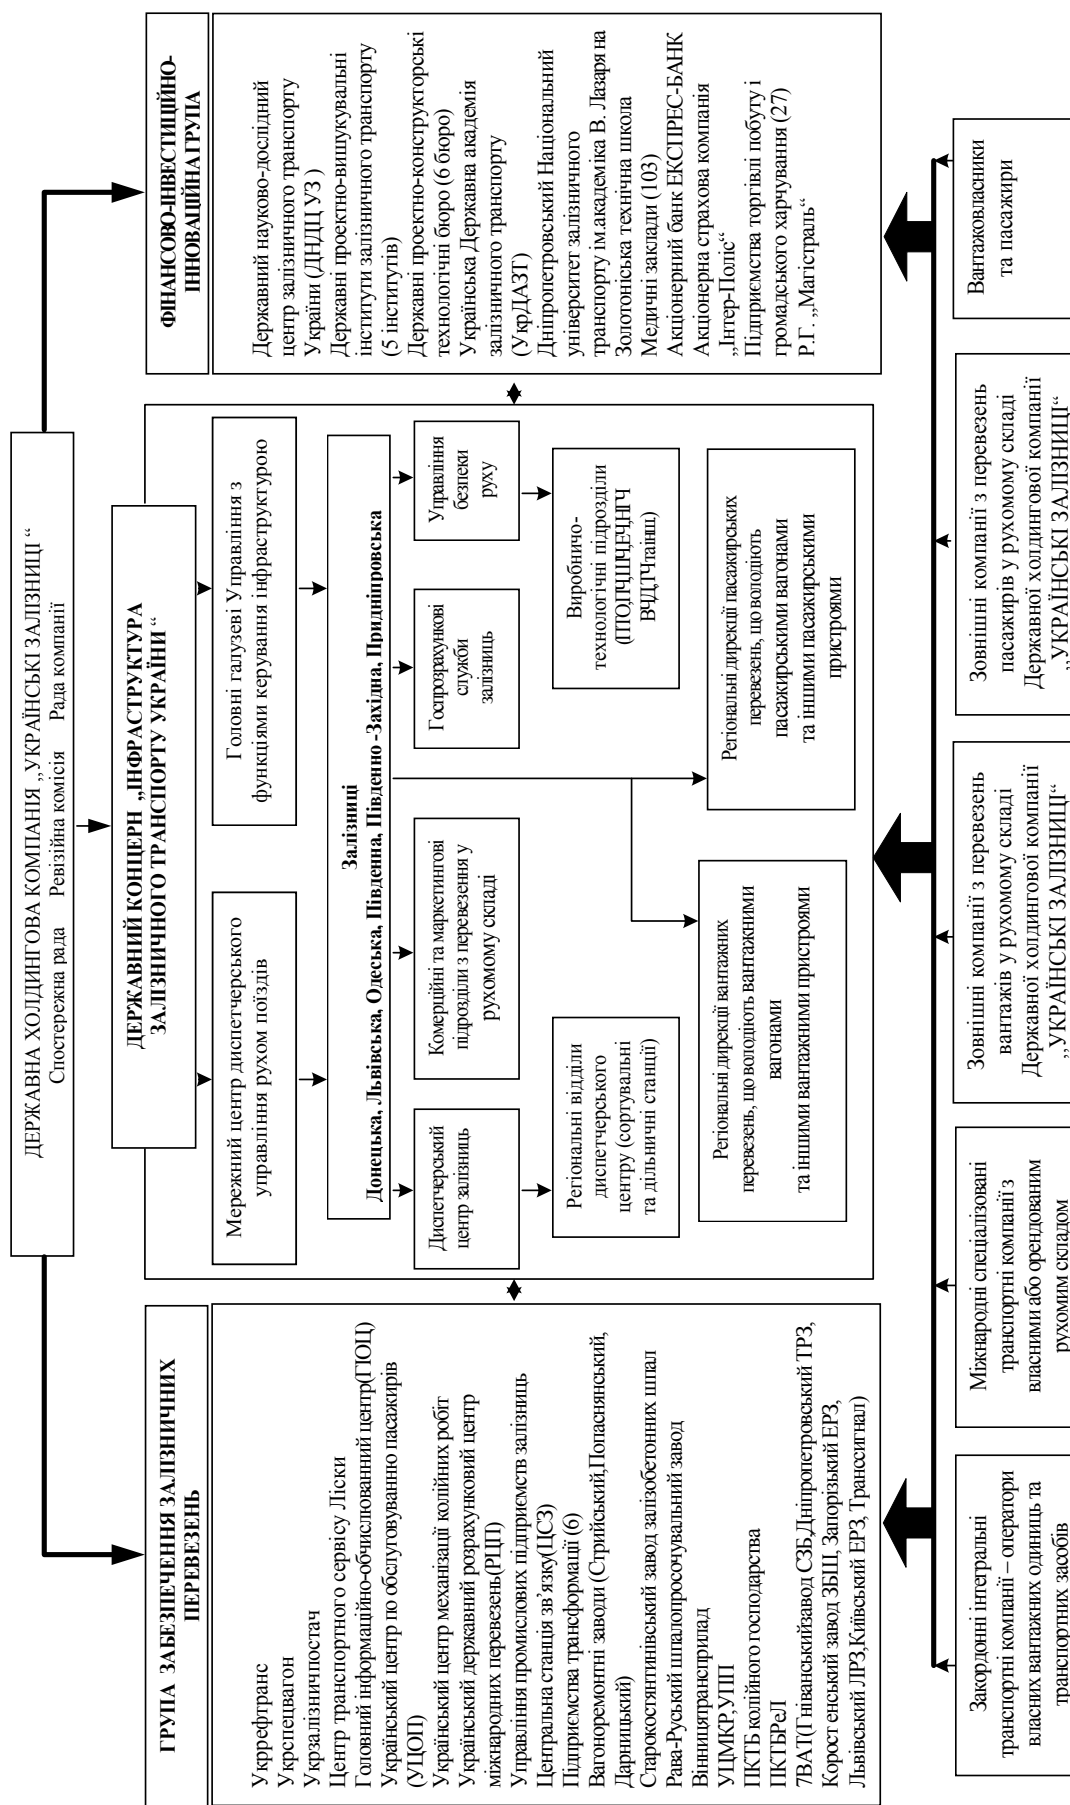 ДЕРЖАВНА ХОЛДИНГОВА КОМПАНІЯ „УКРАЇНСЬКІ ЗАЛІЗНИЦІ“
Спостережна рада Ревізійна комісія Рада компанії
ГРУПА ЗАБЕЗПЕЧЕННЯ ЗАЛІЗНИЧНИХ
ПЕРЕВЕЗЕНЬ
Укррефтранс
Укрспецвагон
Укрзалізничпостач
Центр транспортного сервісу Ліски
Головний інформаційно-обчислюванний центр(ГІОЦ)
Український центр по обслуговуванню пасажирів
(УЦОП)
Український центр механізації колійних робіт
Український державний розрахунковий центр
міжнародних перевезень(РЦП)
Управління промислових підприємств залізниць
Центральна станція зв’язку(ЦСЗ)
Підприємства трансформації (6)
Вагоноремонтні заводи (Стрийський,Попаснянський,
Дарницький)
Старокостянтинівський завод залізобетонних шпал
Рава-Руський шпалопросочувальний завод
Вінницятрансприлад
УЦМКР,УПП
ПКТБ колійного господарства
ПКТБРеЛ
7ВАТ(Гніванськийзавод СЗБ,Дніпропетровський ТРЗ,
Корост енський завод ЗБШ, Запорізький ЕРЗ,
Львівський ЛРЗ,Київський ЕРЗ, Транссигнал)
ДЕРЖАВНИЙ КОНЦЕРН „ІНФРАСТРУКТУРА
ЗАЛІЗНИЧНОГО ТРАНСПОРТУ УКРАЇНИ“
Мережний центр диспетчерського
управління рухом поїздів
Головні галузеві Управління з
функціями керування інфраструктурою
Залізниці
Донецька, Львівська, Одеська, Південна, Південно -Західна, Придніпровська
Диспетчерський
центр залізниць
Комерційні та маркетингові
підрозділи з перевезення у
рухомому складі
Госпрозрахункові
служби
залізниць
Управління
безпеки
руху
Регіональні відділи
диспетчерського
центру (сортувальні
та дільничні станції)
Виробничо-
технологічні підрозділи
(ПТО,ПЧ,ШЧ,ЕЧ,НГЧ
ВЧД,ТЧтаінш)
Регіональні дирекції вантажних
перевезень, що володіють вантажними
вагонами
та іншими вантажними пристроями
Регіональні дирекції пасажирських
перевезень, що володіють
пасажирськими вагонами
та іншими пасажирськими
пристроями
ФІНАНСОВО-ІНВЕСТИЦІЙНО-
ІННОВАЦІЙНА ГРУПА
Державний науково-дослідний
центр залізничного транспорту
України (ДНДЦ УЗ)
Державні проектно-вишукувальні
інститути залізничного транспорту
(5 інститутів)
Державні проектно-конструкторські
технологічні бюро (6 бюро)
Українська Державна академія
залізничного транспорту
(УкрДАЗТ)
Дніпропетровський Національний
університет залізничного
транспорту ім.академіка В. Лазаря на
Золотоніська технічна школа
Медичні заклади (103)
Акціонерний банк ЕКСПРЕС-БАНК
Акціонерна страхова компанія
„Інтер-Поліс“
Підприємства торгівлі побуту і
громадського харчування (27)
Р.Г. „Магістраль“
Закордонні інтегральні
транспортні компанії – оператори
власних вантажних одиниць та
транспортних засобів
Міжнародні спеціалізовані
транспортні компанії з
власними або орендованим
рухомим складом
Зовнішні компанії з перевезень
вантажів у рухомому складі
Державної холдингової компанії
„УКРАЇНСЬКІ ЗАЛІЗНИЦІ“
Зовнішні компанії з перевезень
пасажирів у рухомому складі
Державної холдингової компанії
„УКРАЇНСЬКІ ЗАЛІЗНИЦІ“
Вантажовласники
та пасажири